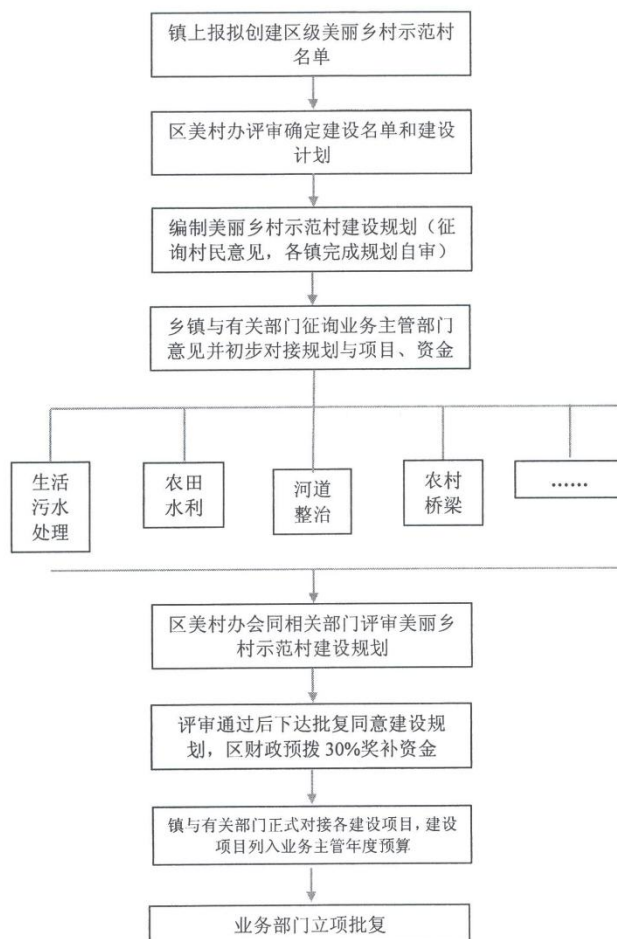 镇上报拟创建区级美丽乡村示范村
名单
区美村办评审确定建设名单和建设
计划
编制美丽乡村示范村建设规划（征
询村民意见，各镇完成规划自审）
乡镇与有关部门征询业务主管部门
意见并初步对接规划与项目、资金
生活
污水
处理
农田
水利
河道
整治
农村
桥梁
……
区美村办会同相关部门评审美丽乡
村示范村建设规划
评审通过后下达批复同意建设规
划，区财政预拨30%奖补资金
镇与有关部门正式对接各建设项目，建设
项目列入业务主管年度预算
业务部门立项批复